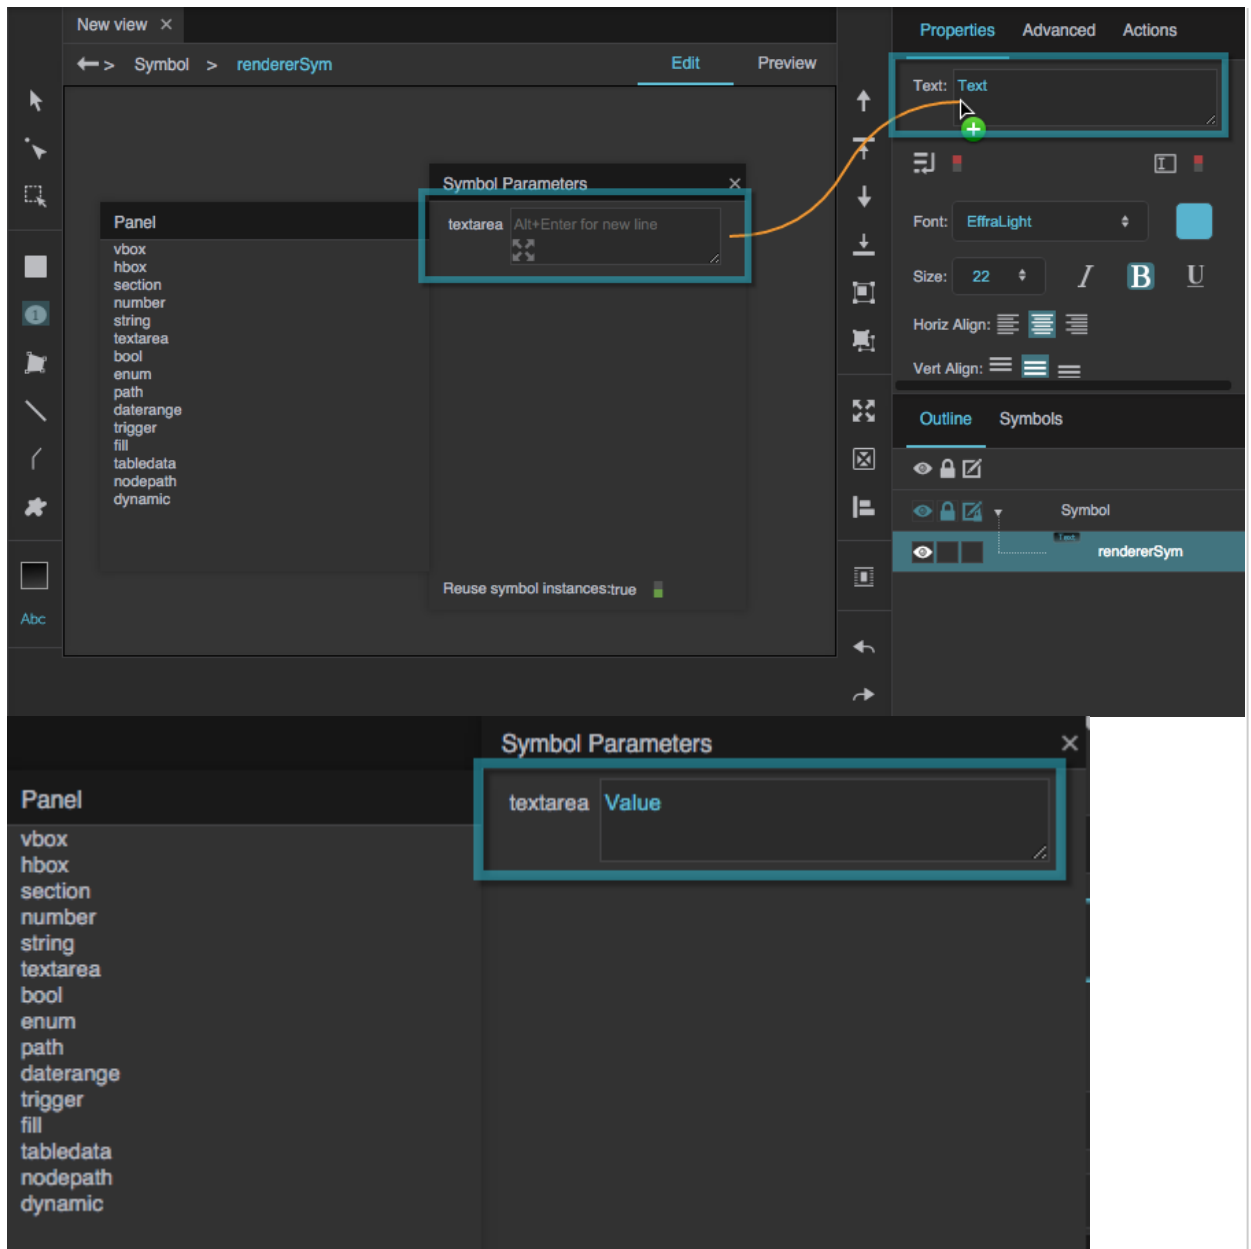 New view
Symbol > rendererSym
Edit Preview
Symbol Parameters
textarea Alt+Enter for new line
Panel
vbox
hbox
section
number
string
textarea
bool
enum
path
daterange
trigger
fill
tabledata
nodepath
dynamic
Reuse symbol instances:true
1
Abc
Properties Advanced Actions
Text: Text
Font: EffraLight
Size: 22 I B U
Horiz Align:
Vert Align:
Outline Symbols
Symbol
Text
rendererSym
Symbol Parameters
textarea Value
Panel
vbox
hbox
section
number
string
textarea
bool
enum
path
daterange
trigger
fill
tabledata
nodepath
dynamic